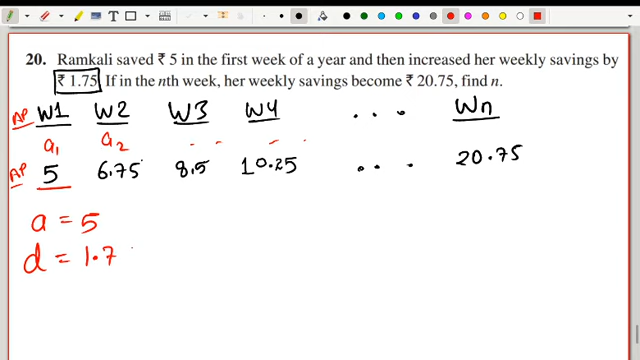 20. Ramkali saved ₹ 5 in the first week of a year and then increased her weekly savings by
₹ 1.75. If in the nth week, her weekly savings become ₹ 20.75, find n.
AP W1 W2 W3 W4 . . . Wn
a1 a2 . . . .
AP 5 6.75 8.5 10.25 . . . 20.75
a = 5
d = 1.7